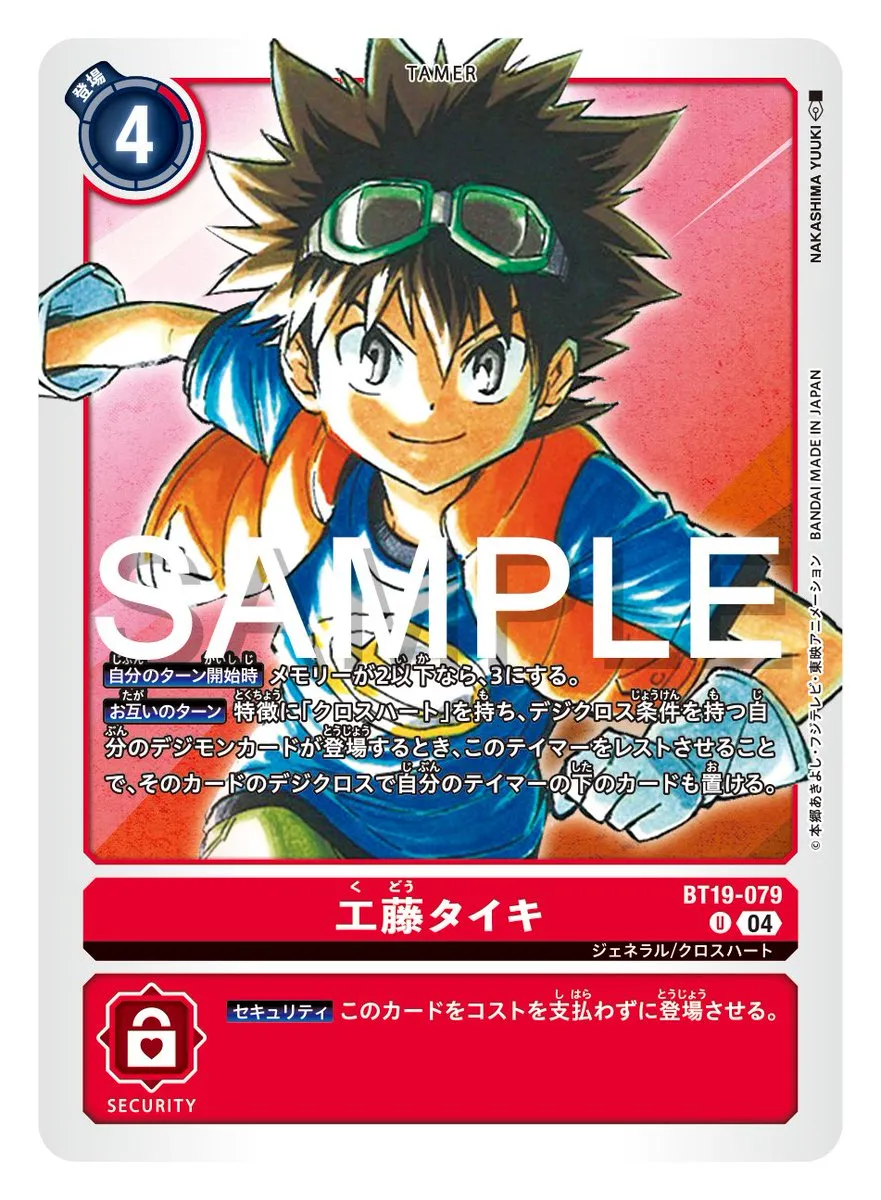 TAMER
登場
4
NAKASHIMA YUUKI
©本郷あきよし・フジテレビ・東映アニメーション BANDAI MADE IN JAPAN
SAMPLE
自分のターン開始時 メモリーが2以下なら、3にする。
お互いのターン 特徴に「クロスハート」を持ち、デジクロス条件を持つ自
分のデジモンカードが登場するとき、このテイマーをレストさせること
で、そのカードのデジクロスで自分のテイマーの下のカードも置ける。
BT19-079
くどう
工藤タイキ
U 04
ジェネラル/クロスハート
セキュリティ このカードをコストを支払わずに登場させる。
SECURITY